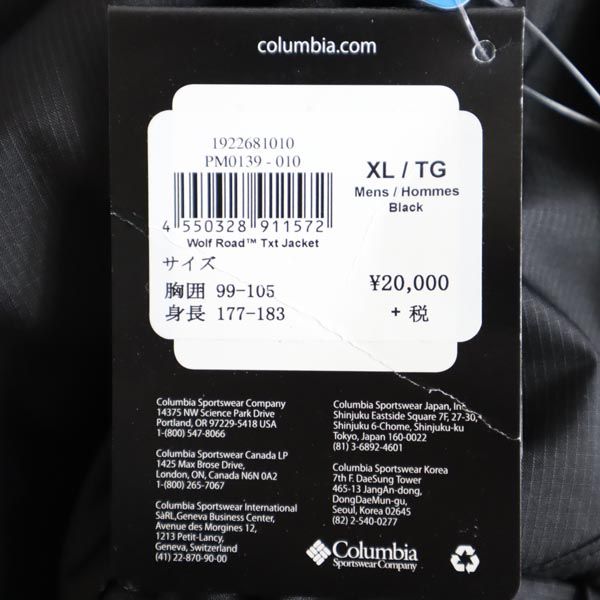 columbia.com
1922681010
PM0139 - 010
4 550328 911572
Wolf Road™ Txt Jacket
サイズ
胸囲 99-105
身長 177-183
XL / TG
Mens / Hommes
Black
¥20,000
+ 税
Columbia Sportswear Company
14375 NW Science Park Drive
Portland, OR 97229-5418 USA
1-(800) 547-8066
Columbia Sportswear Canada LP
1425 Max Brose Drive,
London, ON, Canada N6N 0A2
1-(800) 265-7067
Columbia Sportswear International
SàRL,Geneva Business Center,
Avenue des Morgines 12,
1213 Petit-Lancy,
Geneva, Switzerland
(41) 22-870-90-00
Columbia Sportswear Japan, Inc.
Shinjuku Eastside Square 7F, 27-30,
Shinjuku 6-Chome, Shinjuku-ku
Tokyo, Japan 160-0022
(81) 3-6892-4601
Columbia Sportswear Korea
7th F. DaeSung Tower
465-13 JangAn-dong,
DongDaeMun-gu,
Seoul, Korea 02645
(82) 2-540-0277
Columbia
Sportswear Company